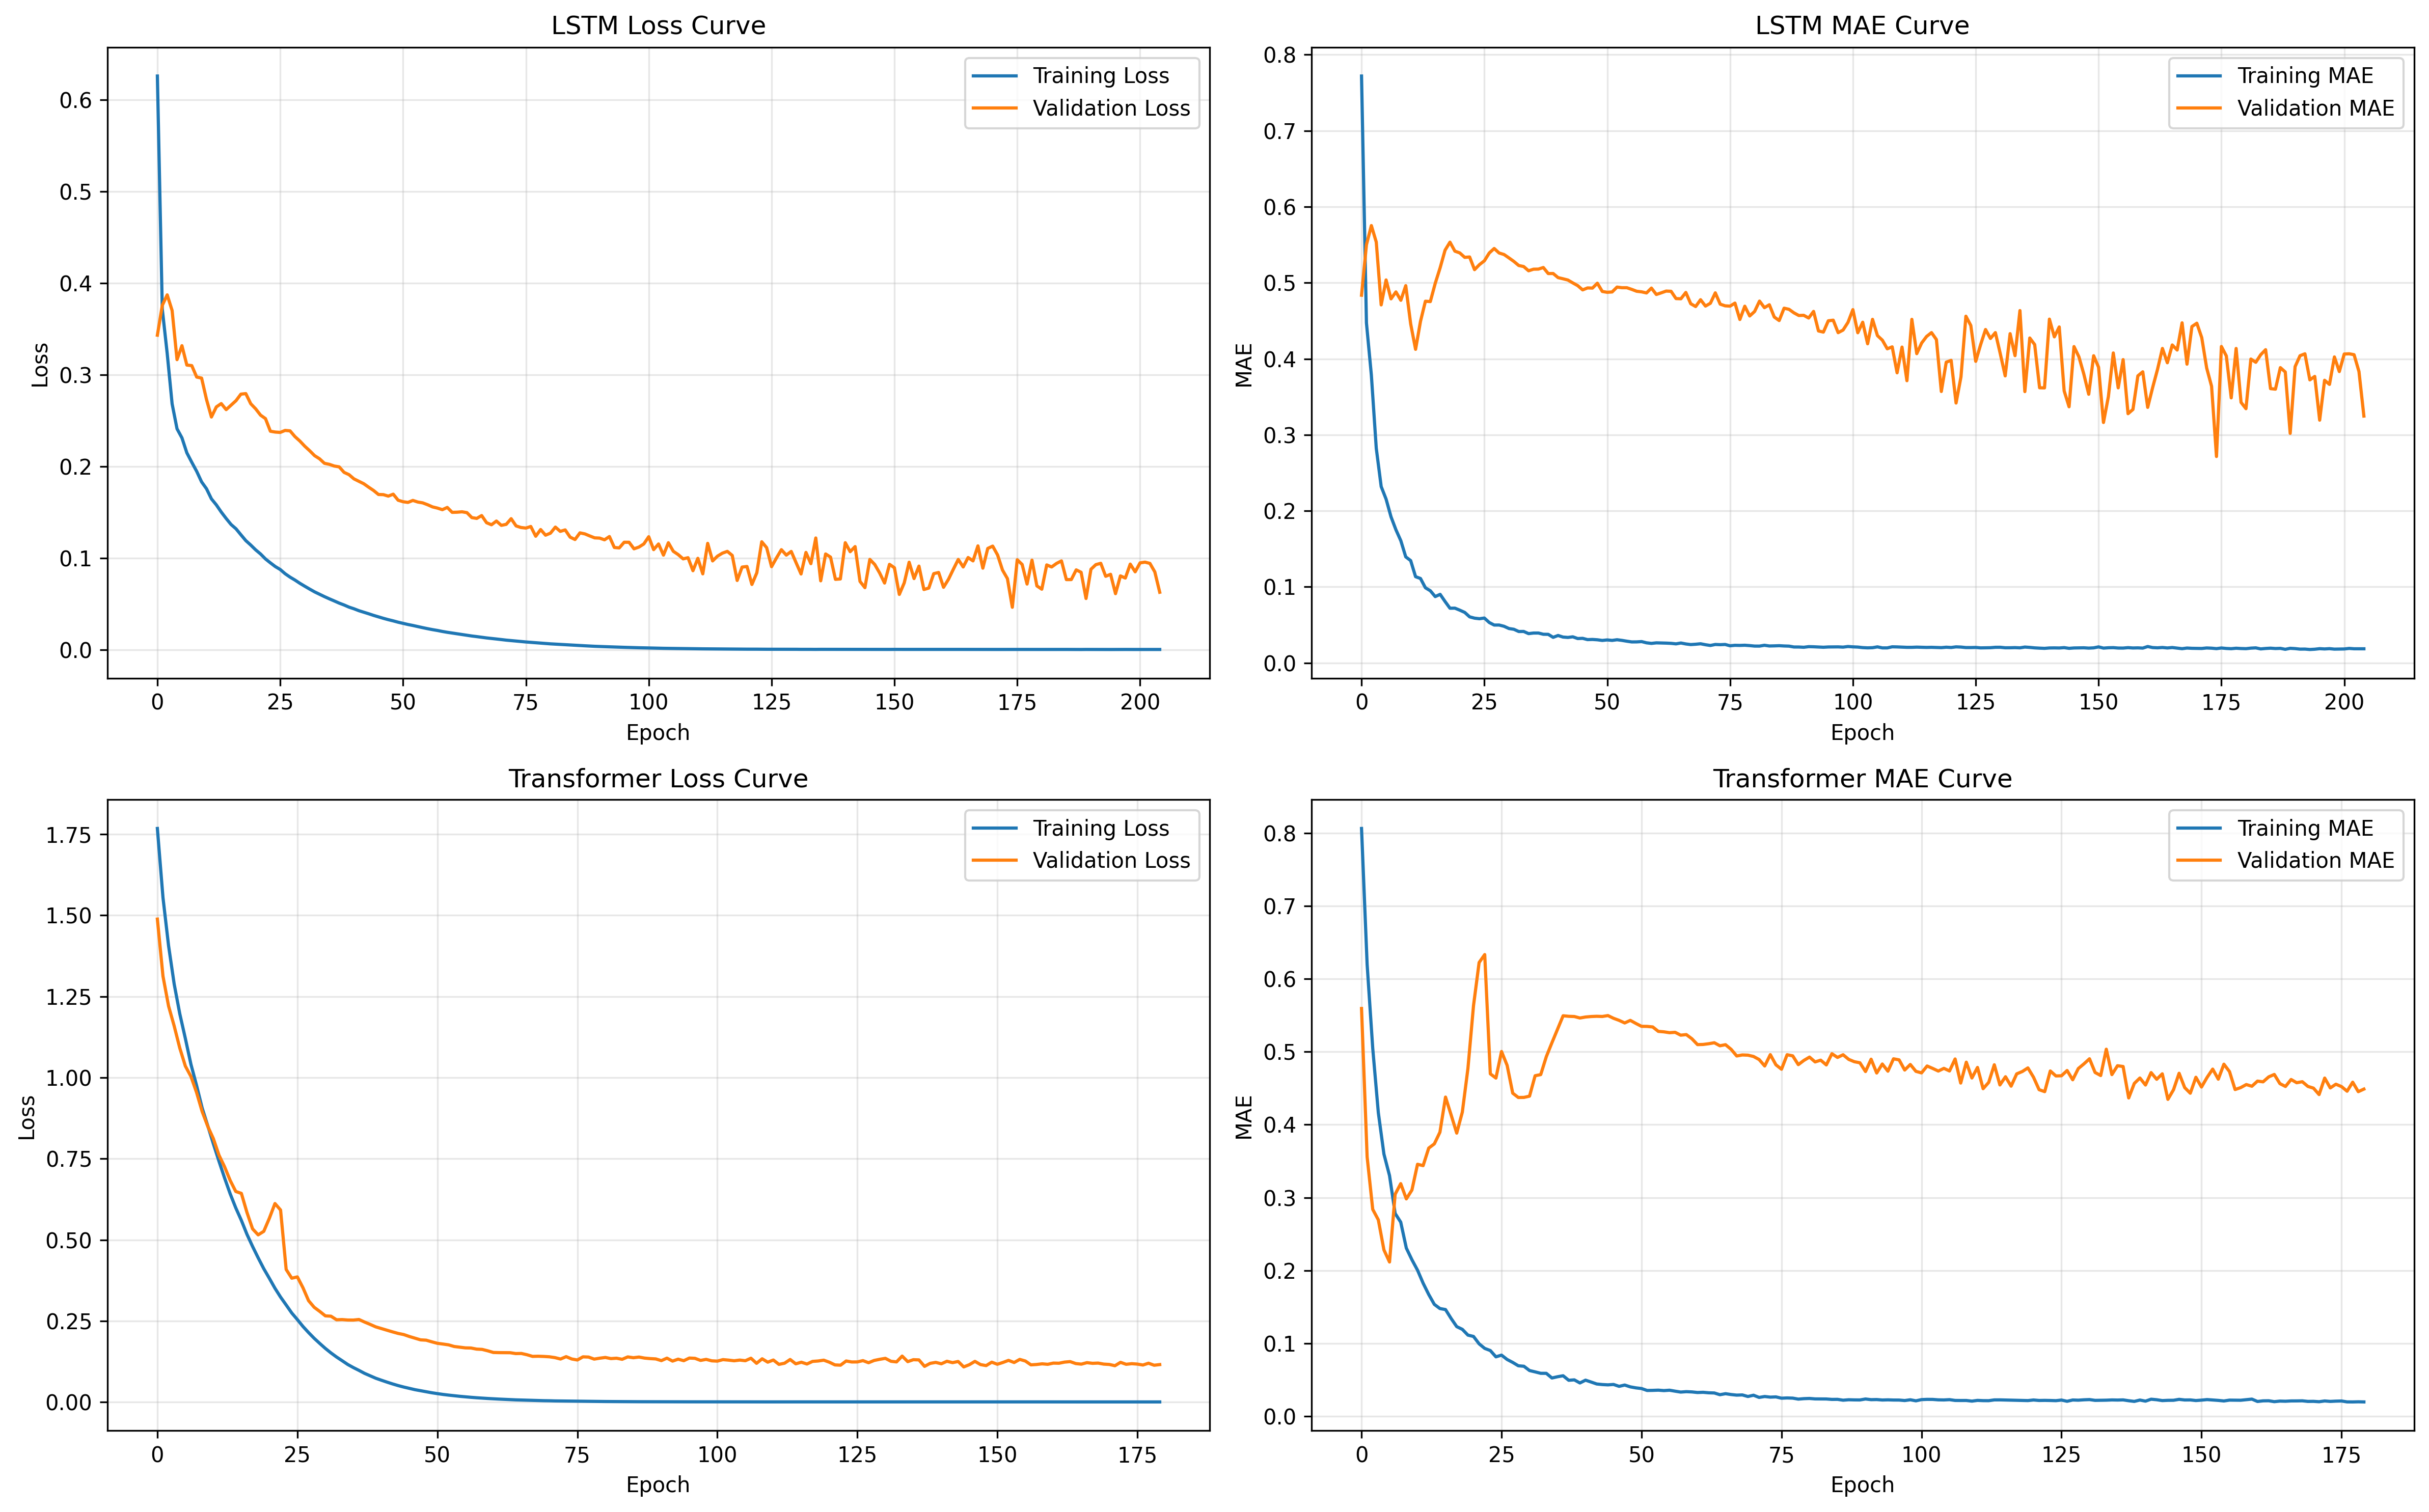 LSTM Loss Curve
Training Loss
Validation Loss
0.6
0.5
0.4
0.3
0.2
0.1
0.0
Loss
0 25 50 75 100 125 150 175 200
Epoch
LSTM MAE Curve
Training MAE
Validation MAE
0.8
0.7
0.6
0.5
0.4
0.3
0.2
0.1
0.0
MAE
0 25 50 75 100 125 150 175 200
Epoch
Transformer Loss Curve
Training Loss
Validation Loss
1.75
1.50
1.25
1.00
0.75
0.50
0.25
0.00
Loss
0 25 50 75 100 125 150 175
Epoch
Transformer MAE Curve
Training MAE
Validation MAE
0.8
0.7
0.6
0.5
0.4
0.3
0.2
0.1
0.0
MAE
0 25 50 75 100 125 150 175
Epoch